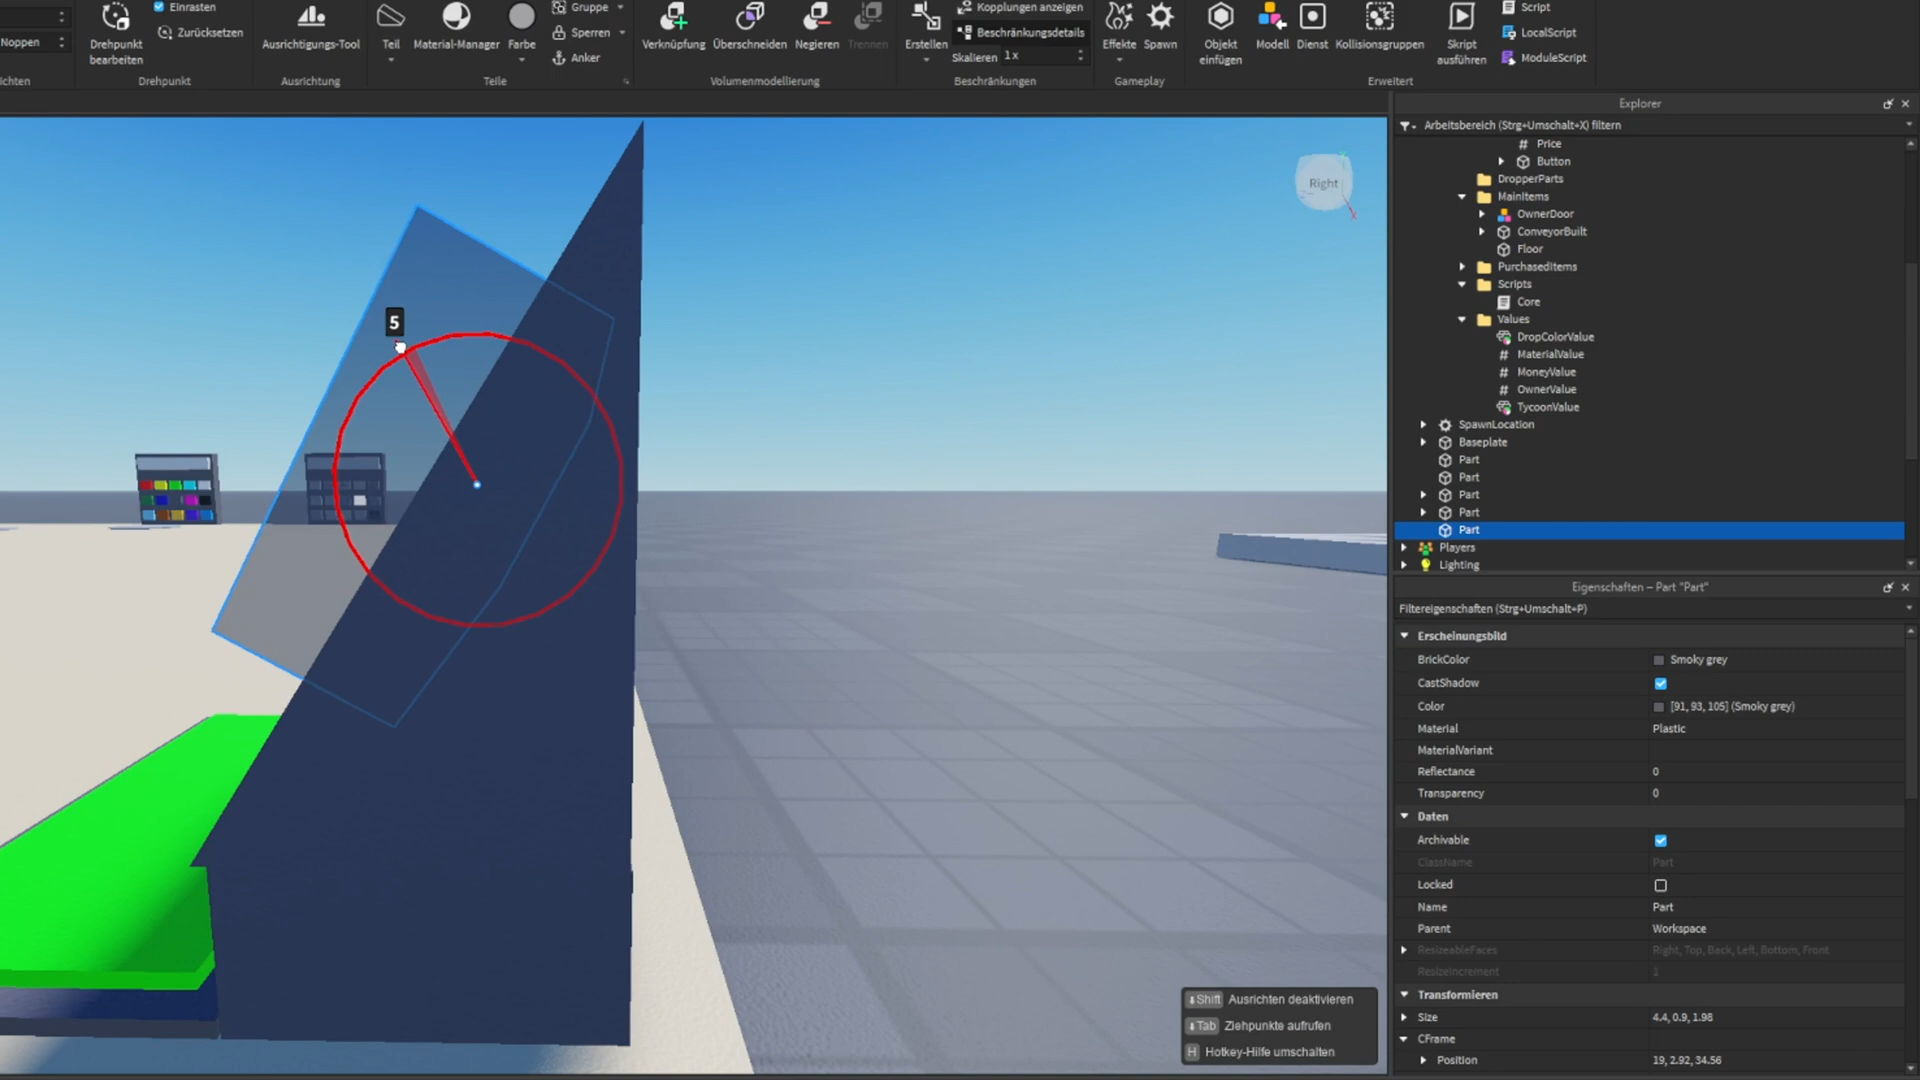 Einrasten
Noppen
Drehpunkt
bearbeiten
Zurücksetzen
ichten
Drehpunkt
Ausrichtungs-Tool
Ausrichtung
Teil
Material-Manager
Farbe
Gruppe
Sperren
Anker
Teile
Verknüpfung
Überschneiden
Negieren
Trennen
Volumenmodellierung
Erstellen
Kopplungen anzeigen
Beschränkungsdetails
Skalieren 1x
Beschränkungen
Effekte
Spawn
Gameplay
Objekt
einfügen
Modell
Dienst
Kollisionsgruppen
Skript
ausführen
Script
LocalScript
ModuleScript
Erweitert
Right
5
Shift Ausrichten deaktivieren
Tab Ziehpunkte aufrufen
H Hotkey-Hilfe umschalten
Explorer
Arbeitsbereich (Strg+Umschalt+X) filtern
# Price
Button
DropperParts
MainItems
OwnerDoor
ConveyorBuilt
Floor
PurchasedItems
Scripts
Core
Values
DropColorValue
# MaterialValue
# MoneyValue
# OwnerValue
TycoonValue
SpawnLocation
Baseplate
Part
Part
Part
Part
Part
Players
Lighting
Eigenschaften – Part "Part"
Filtereigenschaften (Strg+Umschalt+P)
Erscheinungsbild
BrickColor Smoky grey
CastShadow
Color [91, 93, 105] (Smoky grey)
Material Plastic
MaterialVariant
Reflectance 0
Transparency 0
Daten
Archivable
ClassName Part
Locked
Name Part
Parent Workspace
ResizeableFaces Right, Top, Back, Left, Bottom, Front
ResizeIncrement 1
Transformieren
Size 4.4, 0.9, 1.98
CFrame
Position 19, 2.92, 34.56